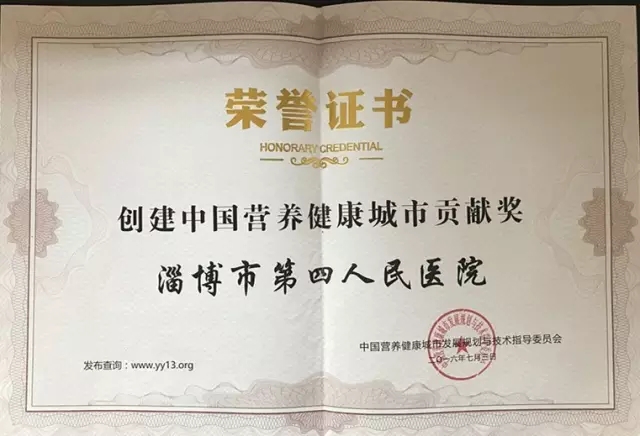 荣誉证书
HONORARY CREDENTIAL
创建中国营养健康城市贡献奖
淄博市第四人民医院
中国营养健康城市发展规划与技术指导委员会
二〇一六年七月三日
发布查询:www.yy13.org